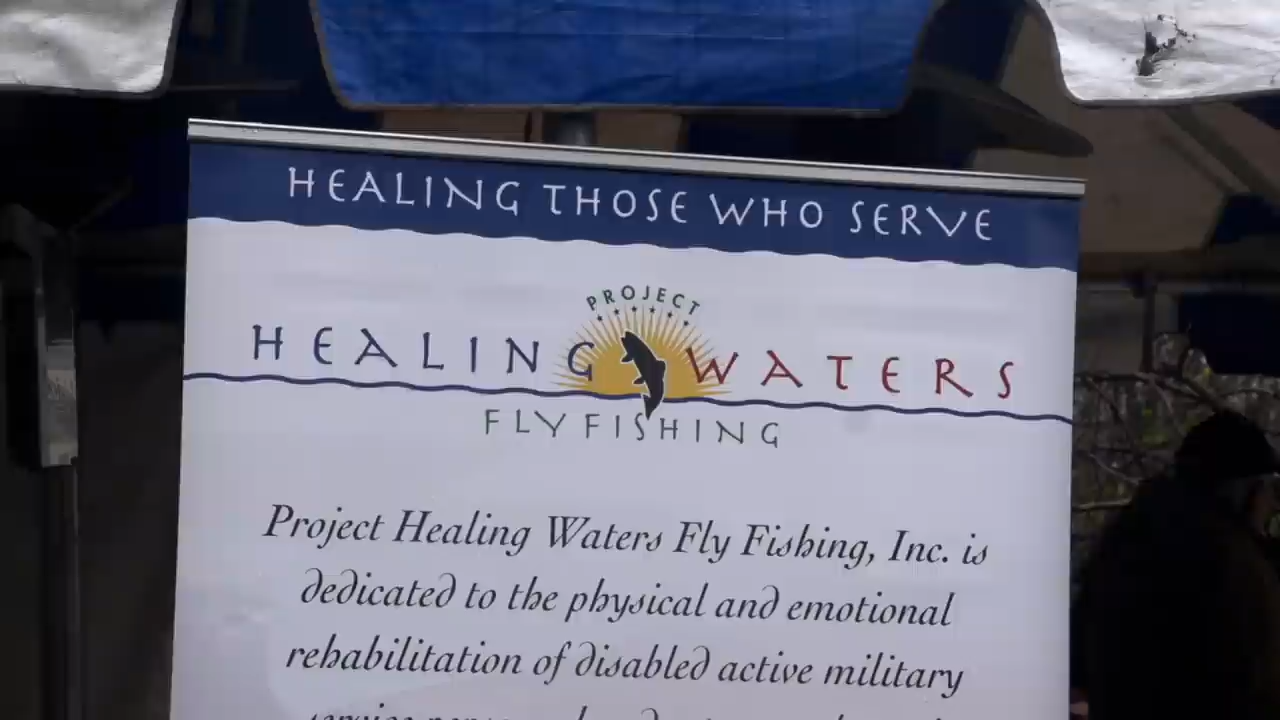 HEALING THOSE WHO SERVE
PROJECT
HEALING WATERS
FLY FISHING
Project Healing Waters Fly Fishing, Inc. is
dedicated to the physical and emotional
rehabilitation of disabled active military